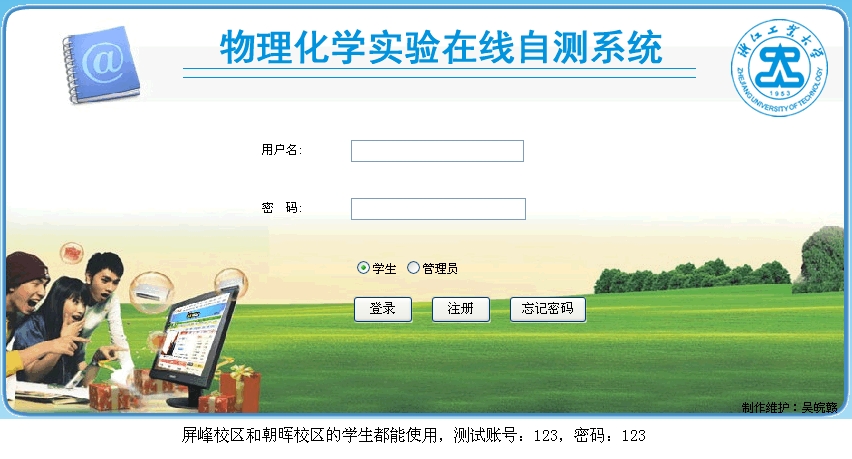 物理化学实验在线自测系统
浙江工业大学
ZHEJIANG UNIVERSITY OF TECHNOLOGY
1953
@
用户名:
密 码:
学生 管理员
登录 注册 忘记密码
制作维护：吴皖赣
屏峰校区和朝晖校区的学生都能使用，测试账号：123，密码：123